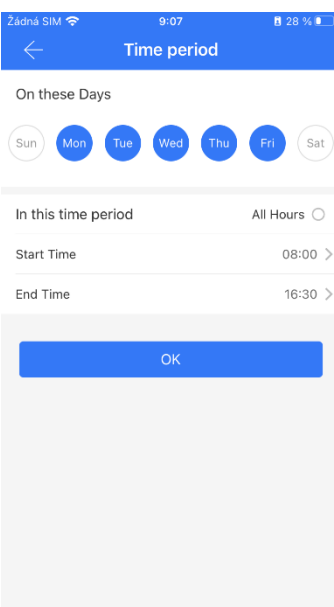 Žádná SIM 9:07 28 %
Time period
On these Days
Sun Mon Tue Wed Thu Fri Sat
In this time period All Hours
Start Time 08:00
End Time 16:30
OK